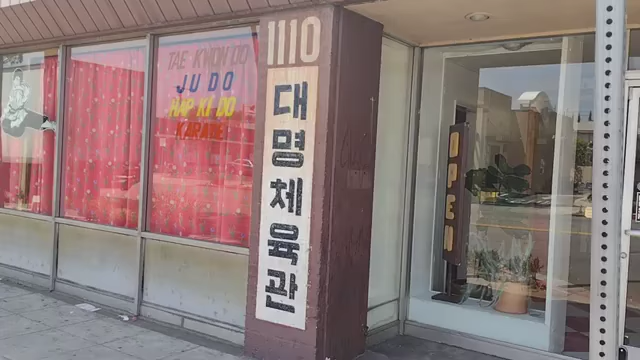 TAE KWON DO
JU DO
HAP KI DO
KARATE
1110
대명체육관
OPEN